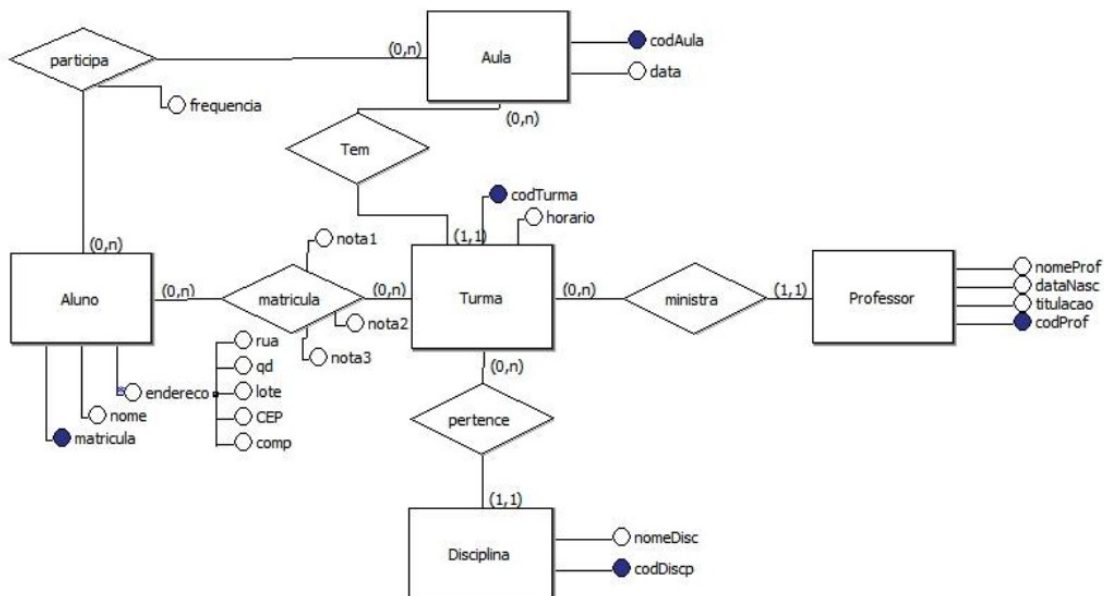 participa
(0,n)
Aula
codAula
data
frequencia
(0,n)
Tem
codTurma
horario
(0,n)
(1,1)
nota1
Aluno
(0,n)
matricula
(0,n)
Turma
(0,n)
ministra
(1,1)
Professor
nomeProf
dataNasc
titulacao
codProf
nota2
nota3
rua
qd
endereco
lote
nome
CEP
matricula
comp
(0,n)
pertence
(1,1)
Disciplina
nomeDisc
codDiscp